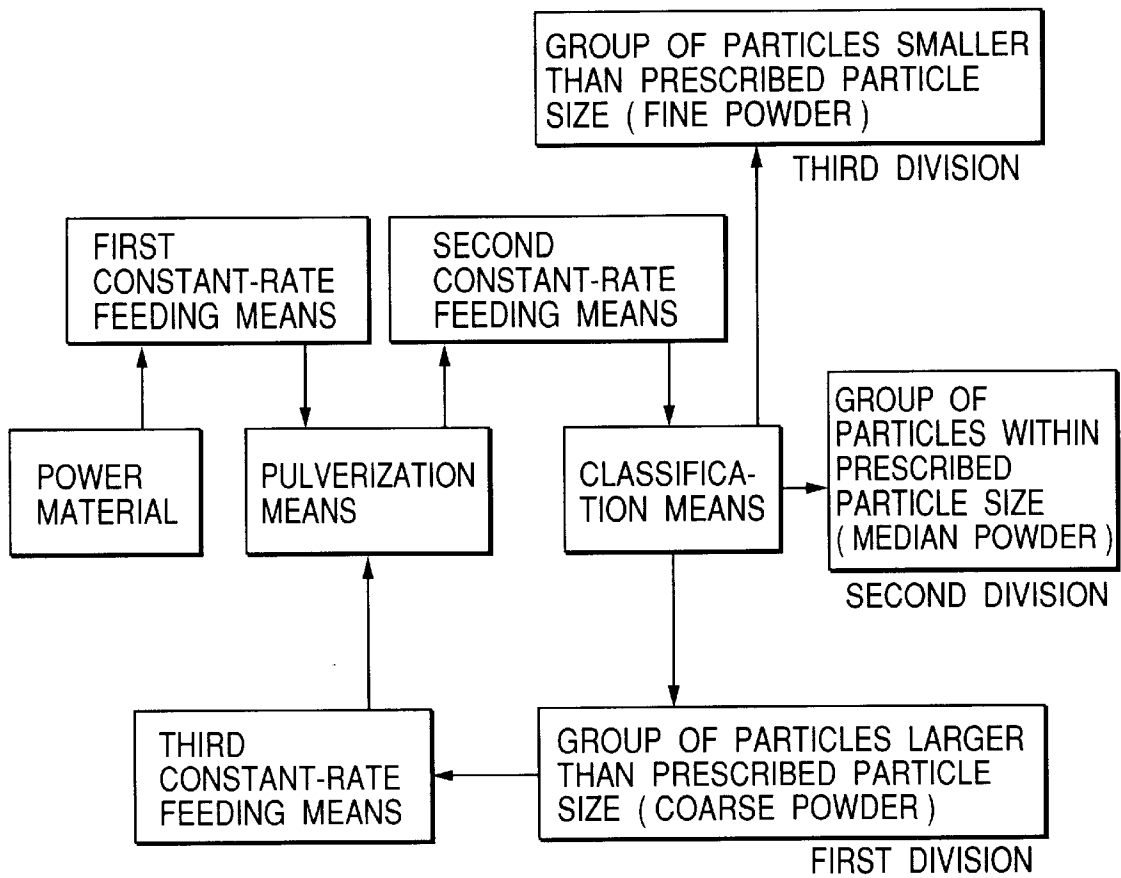 GROUP OF PARTICLES SMALLER
THAN PRESCRIBED PARTICLE
SIZE ( FINE POWDER )
THIRD DIVISION
FIRST
CONSTANT-RATE
FEEDING MEANS
SECOND
CONSTANT-RATE
FEEDING MEANS
POWER
MATERIAL
PULVERIZATION
MEANS
CLASSIFICA-
TION MEANS
GROUP OF
PARTICLES WITHIN
PRESCRIBED
PARTICLE SIZE
( MEDIAN POWDER )
SECOND DIVISION
THIRD
CONSTANT-RATE
FEEDING MEANS
GROUP OF PARTICLES LARGER
THAN PRESCRIBED PARTICLE
SIZE ( COARSE POWDER )
FIRST DIVISION